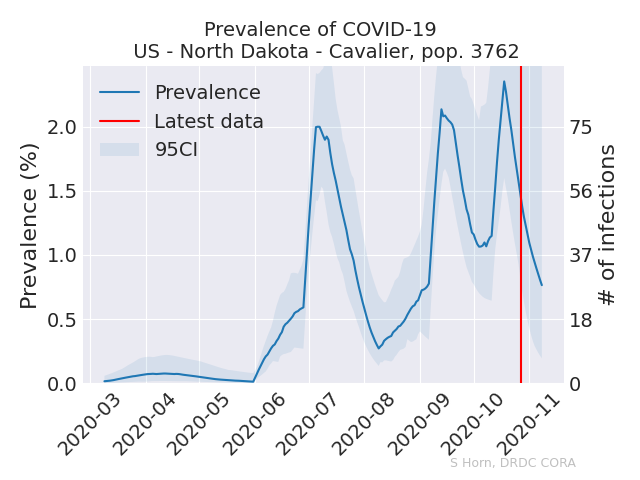 Prevalence of COVID-19
US - North Dakota - Cavalier, pop. 3762
Prevalence
Latest data
95CI
Prevalence (%)
2.0
1.5
1.0
0.5
0.0
75
56
37
18
0
# of infections
2020-03
2020-04
2020-05
2020-06
2020-07
2020-08
2020-09
2020-10
2020-11
S Horn, DRDC CORA